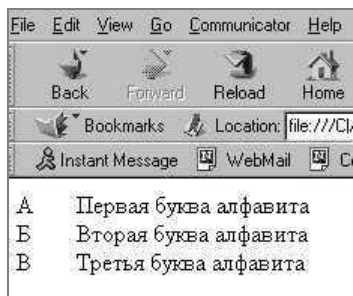 File Edit View Go Communicator Help
Back Forward Reload Home
Bookmarks Location: file:///C|/
Instant Message WebMail
А Первая буква алфавита
Б Вторая буква алфавита
В Третья буква алфавита